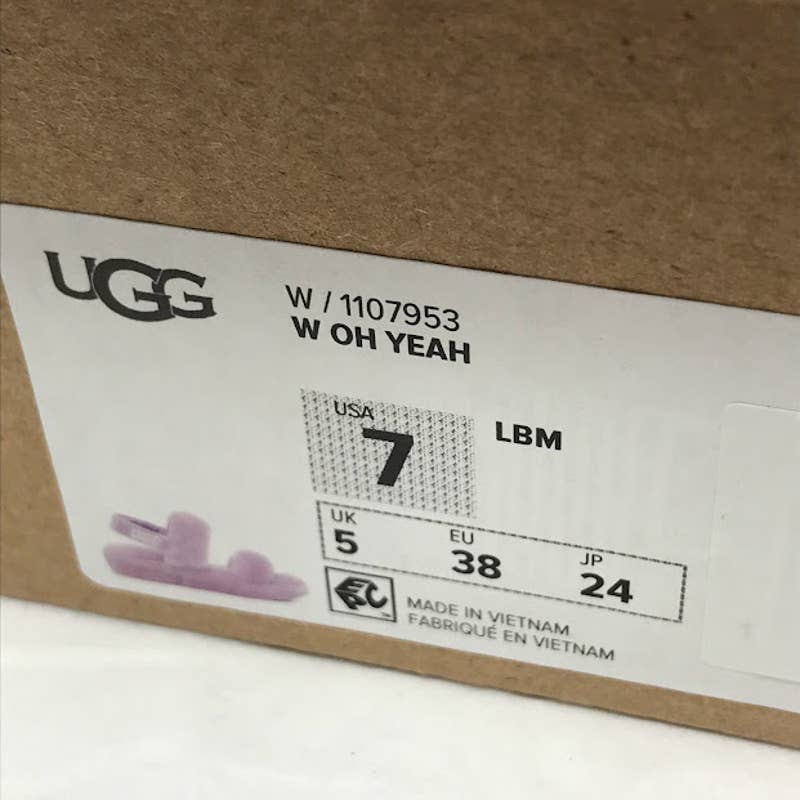 UGG
W / 1107953
W OH YEAH
USA
7
LBM
UK
5
EU
38
JP
24
MADE IN VIETNAM
FABRIQUÉ EN VIETNAM